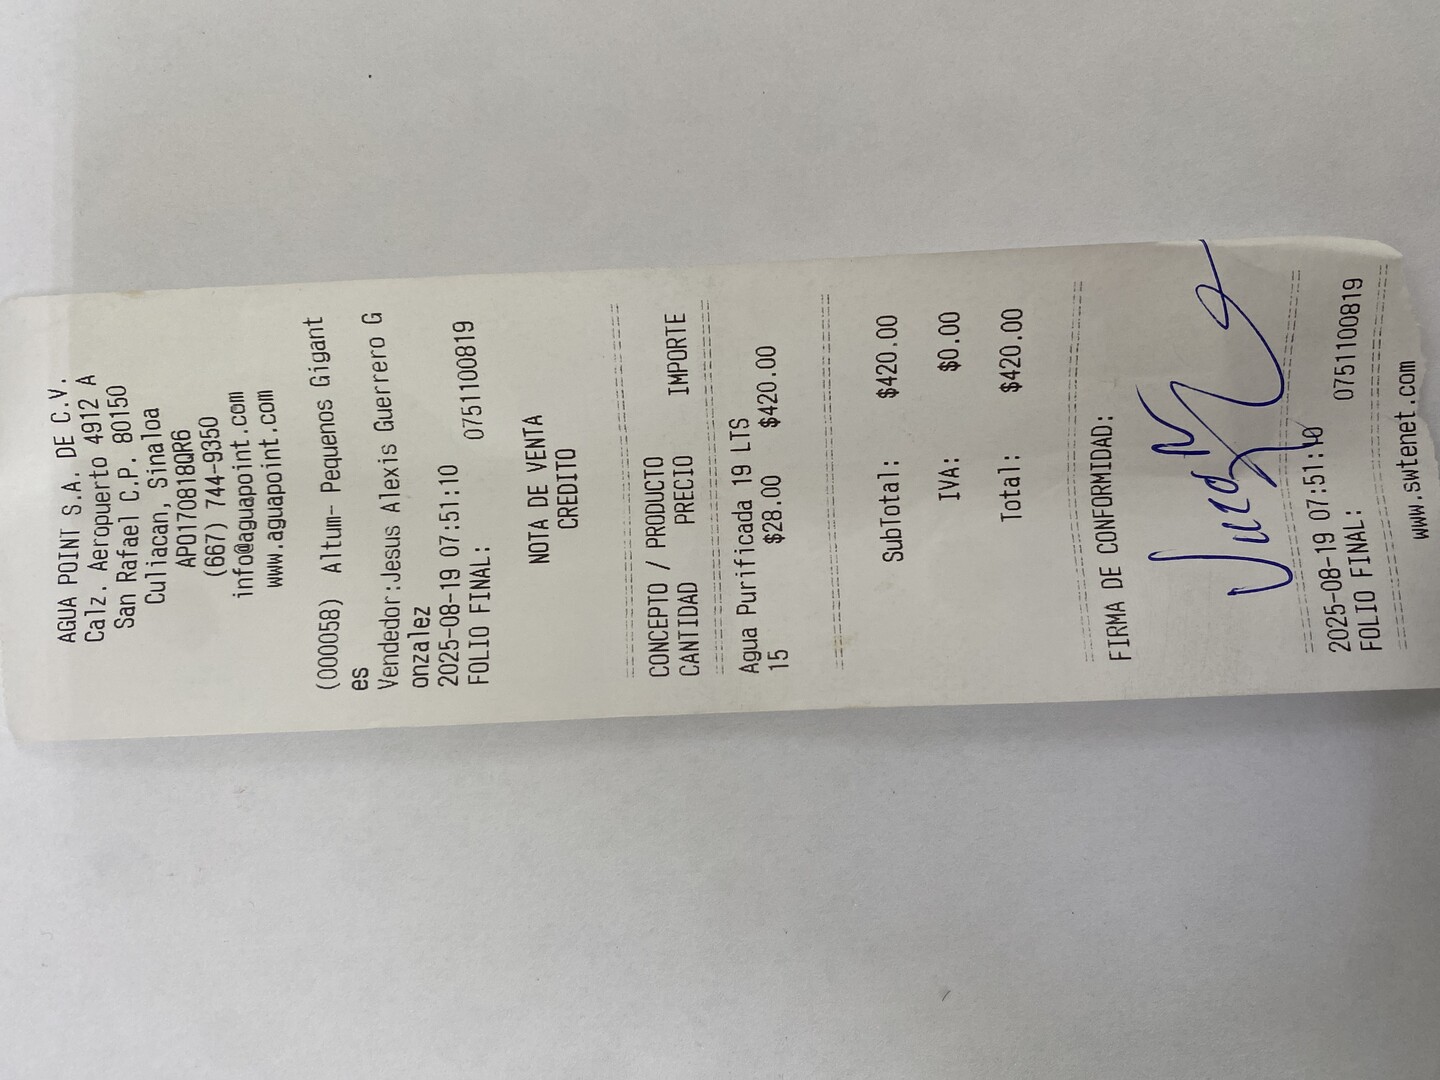 AGUA POINT S.A. DE C.V.
Calz. Aeropuerto 4912 A
San Rafael C.P. 80150
Culiacan, Sinaloa
APO170818QR6
(667) 744-9350
info@aguapoint.com
www.aguapoint.com
(000058) Altum- Pequenos Gigant
es
Vendedor:Jesus Alexis Guerrero G
onzalez
2025-08-19 07:51:10
FOLIO FINAL: 0751100819
NOTA DE VENTA
CREDITO
CONCEPTO / PRODUCTO
CANTIDAD PRECIO IMPORTE
Agua Purificada 19 LTS
15 $28.00 $420.00
SubTotal: $420.00
IVA: $0.00
Total: $420.00
FIRMA DE CONFORMIDAD:
2025-08-19 07:51:10
FOLIO FINAL: 0751100819
www.swtenet.com